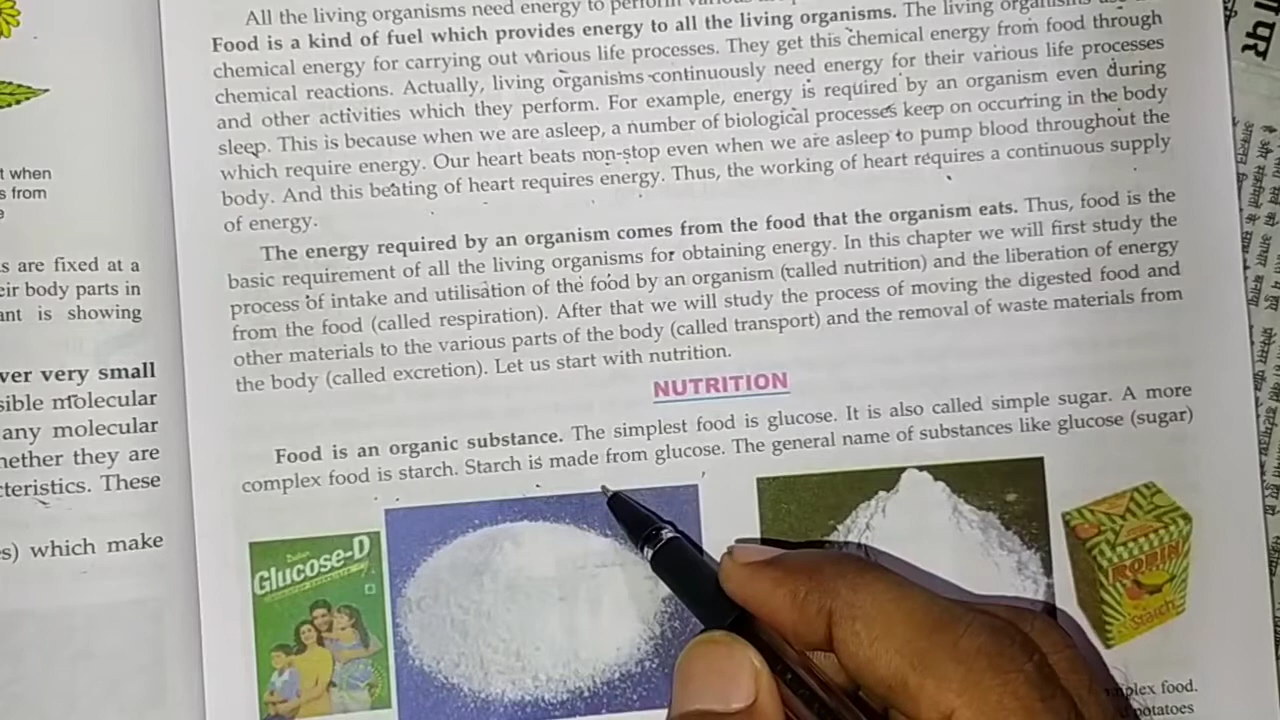 All the living organisms need energy to perform
Food is a kind of fuel which provides energy to all the living organisms. The living organisms use
chemical energy for carrying out various life processes. They get this chemical energy from food through
chemical reactions. Actually, living organisms continuously need energy for their various life processes
and other activities which they perform. For example, energy is required by an organism even during
sleep. This is because when we are asleep, a number of biological processes keep on occurring in the body
which require energy. Our heart beats non-stop even when we are asleep to pump blood throughout the
body. And this beating of heart requires energy. Thus, the working of heart requires a continuous supply
of energy.
The energy required by an organism comes from the food that the organism eats. Thus, food is the
basic requirement of all the living organisms for obtaining energy. In this chapter we will first study the
process of intake and utilisation of the food by an organism (called nutrition) and the liberation of energy
from the food (called respiration). After that we will study the process of moving the digested food and
other materials to the various parts of the body (called transport) and the removal of waste materials from
the body (called excretion). Let us start with nutrition.
NUTRITION
Food is an organic substance. The simplest food is glucose. It is also called simple sugar. A more
complex food is starch. Starch is made from glucose. The general name of substances like glucose (sugar)
Glucose-D
ROBIN
Starch
food.
potatoes
t when
s from
s are fixed at a
eir body parts in
ant is showing
ver very small
sible molecular
any molecular
hether they are
cteristics. These
s) which make